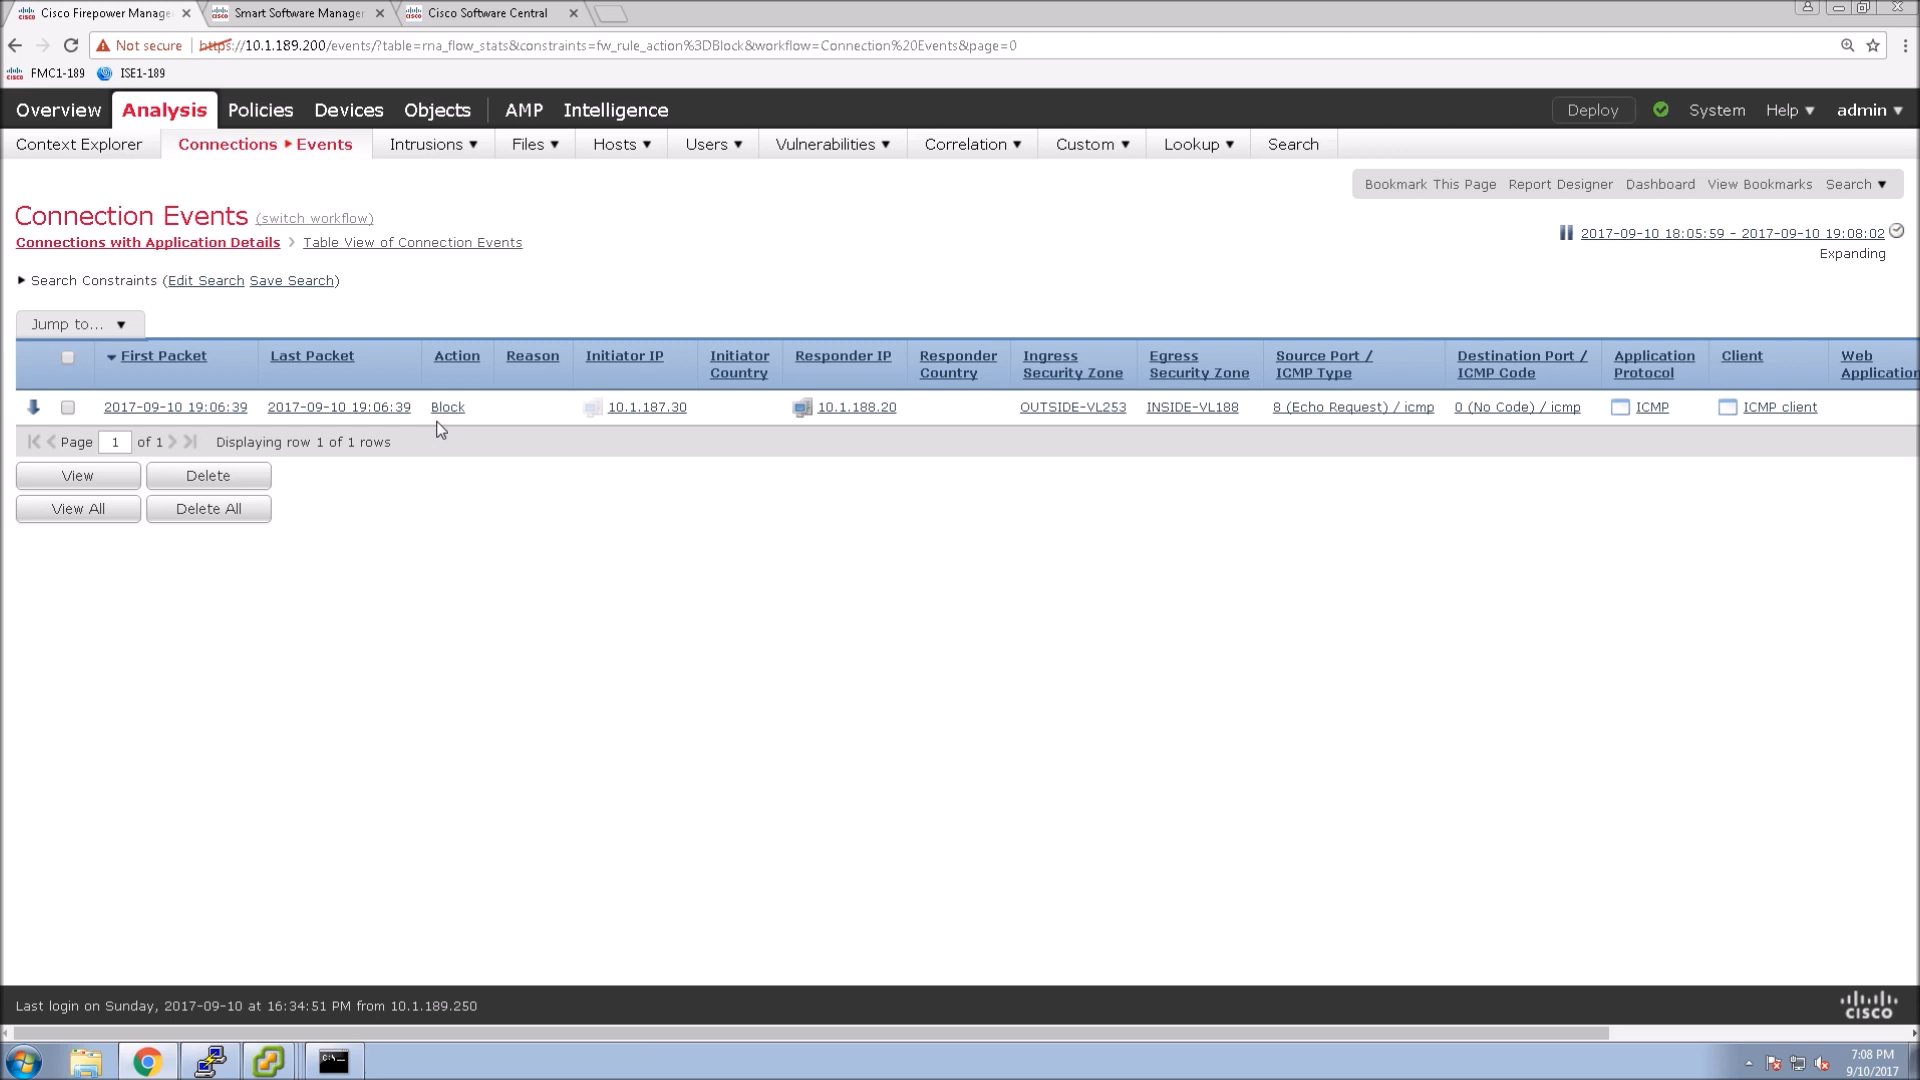 Cisco Firepower Manage
Smart Software Manager
Cisco Software Central
Not secure
https://10.1.189.200/events/?table=rna_flow_stats&constraints=fw_rule_action%3DBlock&workflow=Connection%20Events&page=0
FMC1-189
ISE1-189
Overview
Analysis
Policies
Devices
Objects
AMP
Intelligence
Deploy
System
Help
admin
Context Explorer
Connections
Events
Intrusions
Files
Hosts
Users
Vulnerabilities
Correlation
Custom
Lookup
Search
Bookmark This Page
Report Designer
Dashboard
View Bookmarks
Search
Connection Events (switch workflow)
Connections with Application Details > Table View of Connection Events
2017-09-10 18:05:59 - 2017-09-10 19:08:02
Expanding
Search Constraints (Edit Search Save Search)
Jump to...
First Packet
Last Packet
Action
Reason
Initiator IP
Initiator Country
Responder IP
Responder Country
Ingress Security Zone
Egress Security Zone
Source Port / ICMP Type
Destination Port / ICMP Code
Application Protocol
Client
Web Application
2017-09-10 19:06:39
2017-09-10 19:06:39
Block
10.1.187.30
10.1.188.20
OUTSIDE-VL253
INSIDE-VL188
8 (Echo Request) / icmp
0 (No Code) / icmp
ICMP
ICMP client
Page 1 of 1
Displaying row 1 of 1 rows
View
Delete
View All
Delete All
Last login on Sunday, 2017-09-10 at 16:34:51 PM from 10.1.189.250
CISCO
C:\_
7:08 PM
9/10/2017